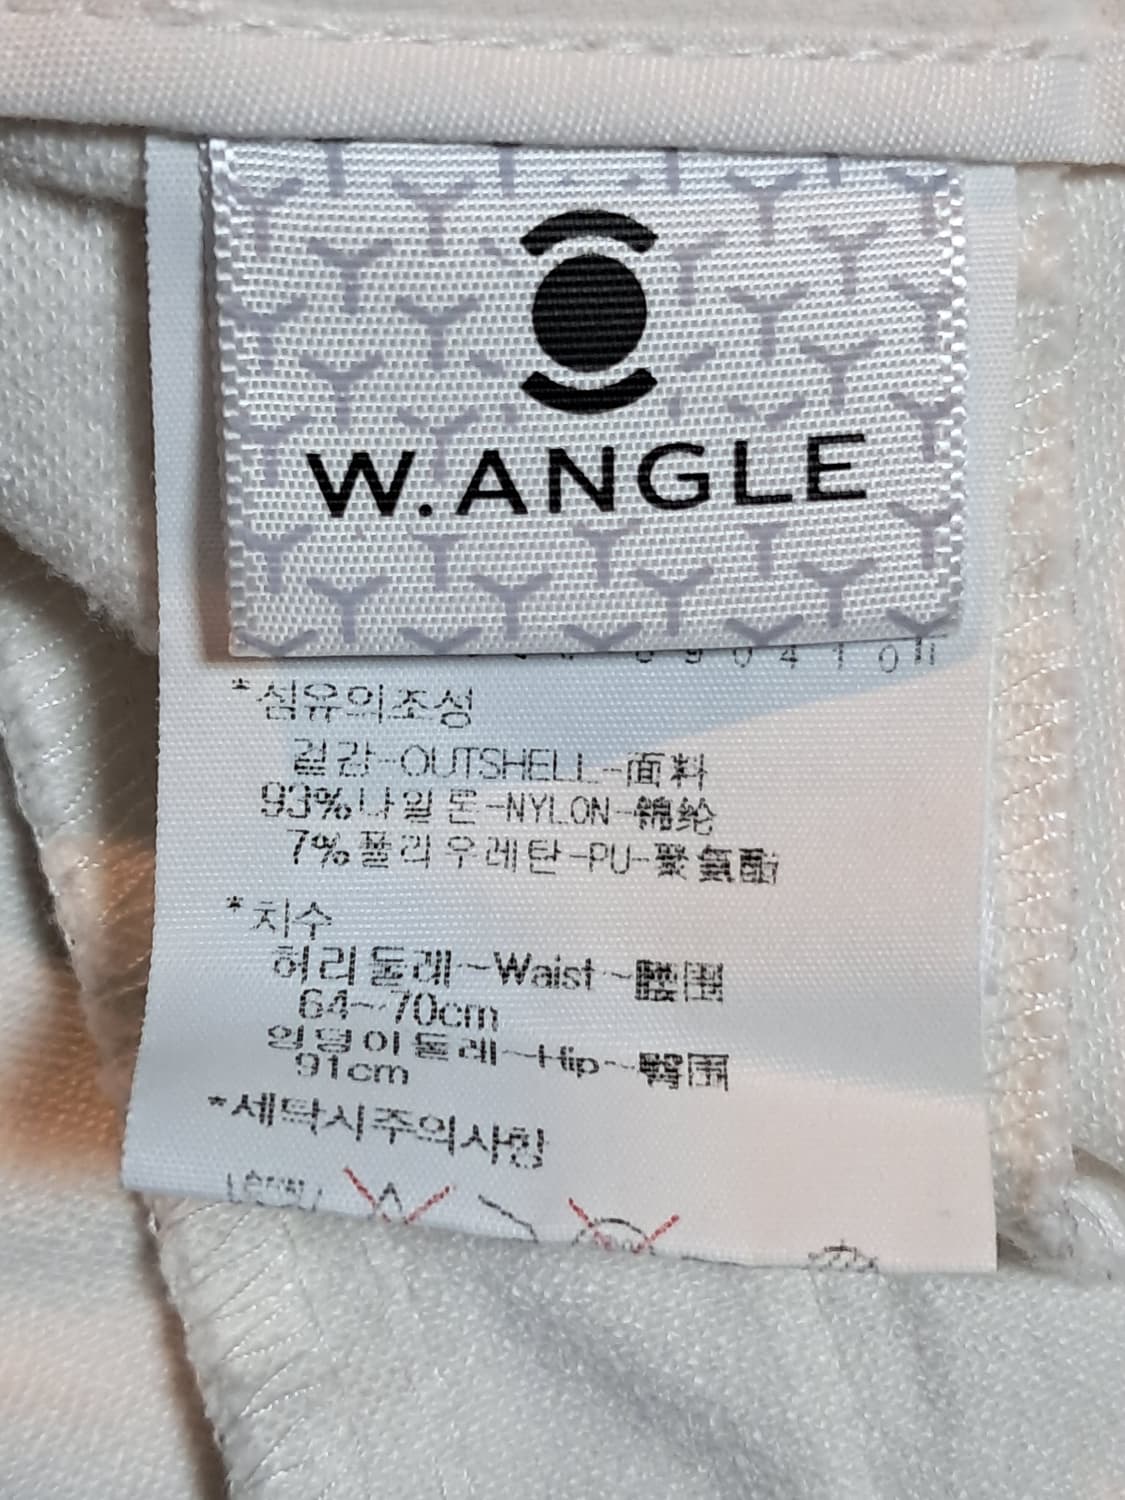 W.ANGLE
*섬유의조성
겉감-OUTSHELL-面料
93%나일론-NYLON-锦纶
7%폴리우레탄-PU-聚氨酯
*치수
허리둘레-Waist-腰围
64~70cm
엉덩이둘레-Hip-臀围
91cm
*세탁시주의사항